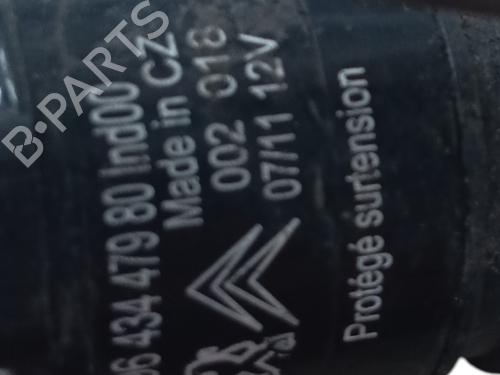 96 434 479 80 Ind00
Made in CZ
002 018
07/11 12V
Protégé surtension
B-PARTS